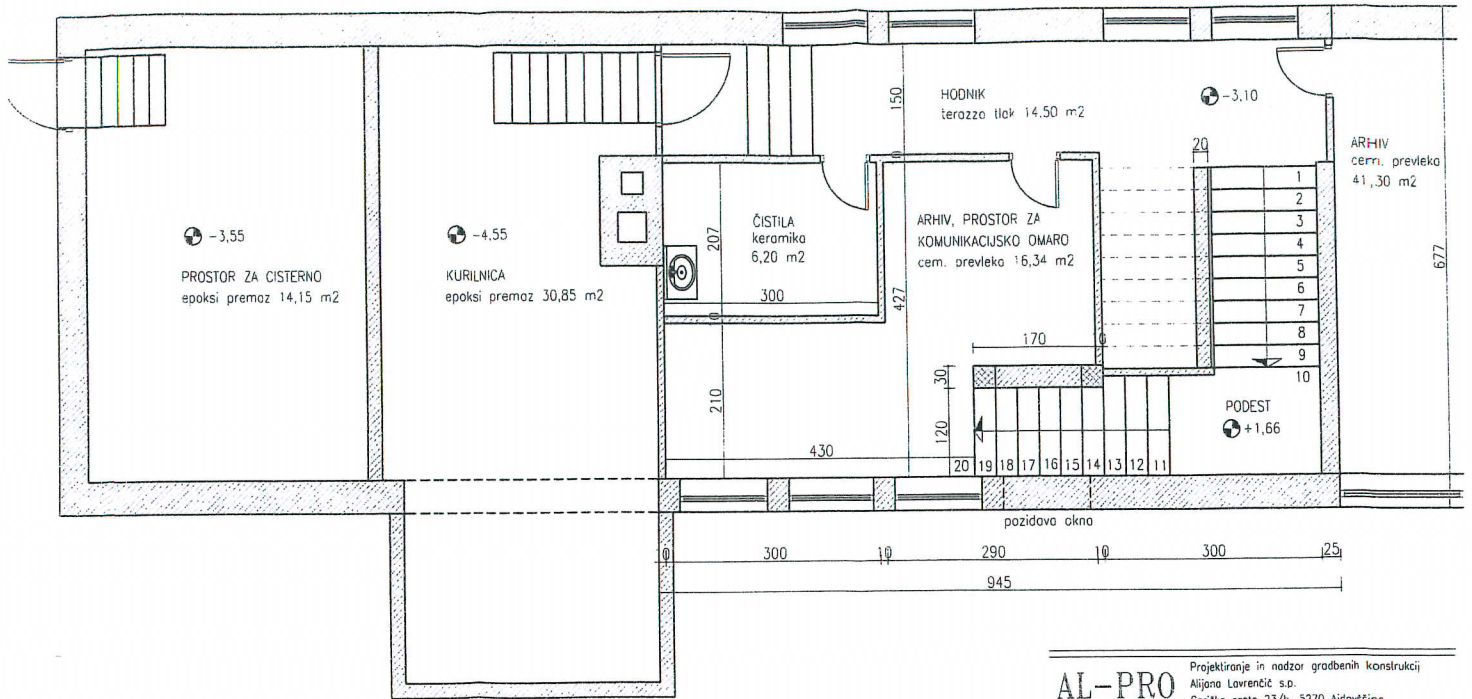 HODNIK
terazzo tlak 14.50 m2
-3,10
150
20
ARHIV
cem. prevleka
41,30 m2
677
-3,55
PROSTOR ZA CISTERNO
epoksi premaz 14,15 m2
-4,55
KURILNICA
epoksi premaz 30,85 m2
ČISTILA
keramika
6,20 m2
207
300
ARHIV, PROSTOR ZA
KOMUNIKACIJSKO OMARO
cem. prevleka 16,34 m2
427
170
30
120
210
430
1
2
3
4
5
6
7
8
9
10
PODEST
+1,66
20 19 18 17 16 15 14 13 12 11
pozidava okna
10 300 10 290 10 300 25
945
AL-PRO
Projektiranje in nadzor gradbenih konstrukcij
Alijana Lavrenčič s.p.